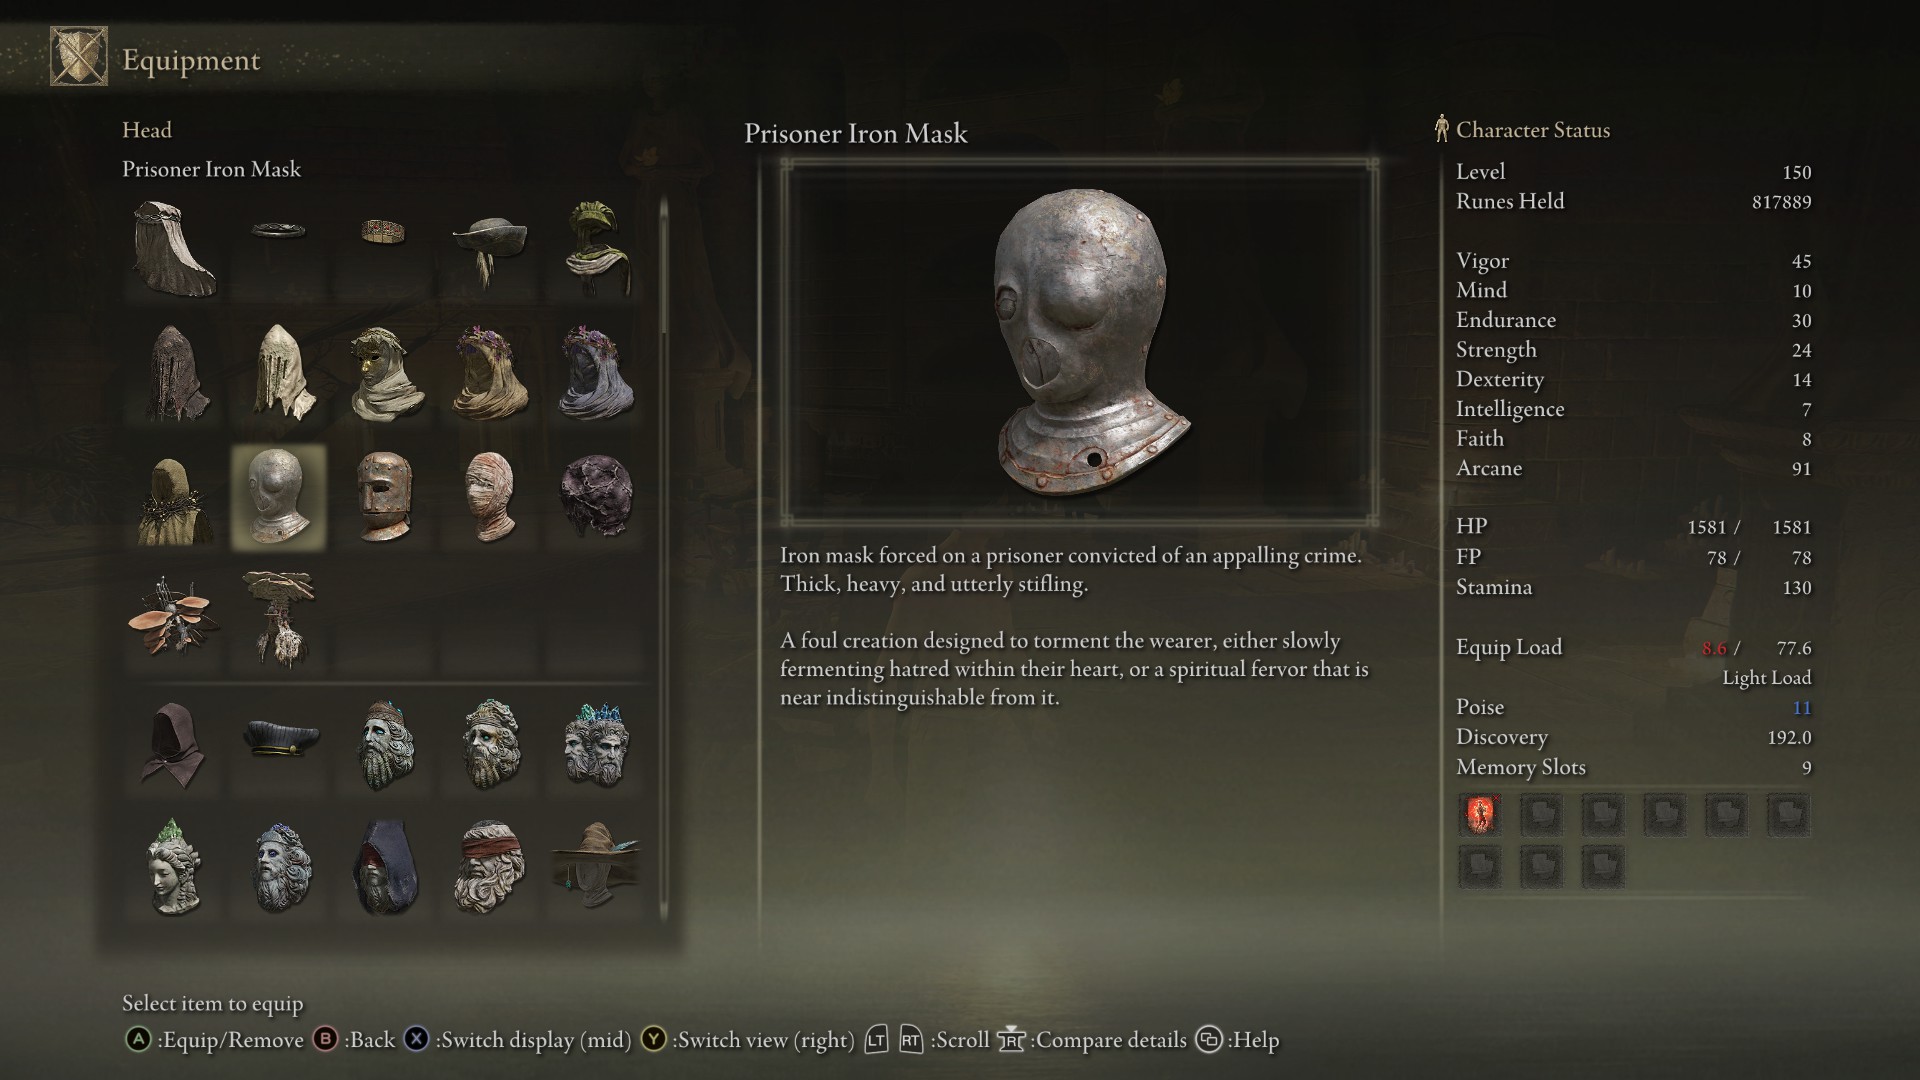 Equipment
Head
Prisoner Iron Mask
Prisoner Iron Mask
Iron mask forced on a prisoner convicted of an appalling crime.
Thick, heavy, and utterly stifling.
A foul creation designed to torment the wearer, either slowly
fermenting hatred within their heart, or a spiritual fervor that is
near indistinguishable from it.
Character Status
Level 150
Runes Held 817889
Vigor 45
Mind 10
Endurance 30
Strength 24
Dexterity 14
Intelligence 7
Faith 8
Arcane 91
HP 1581 / 1581
FP 78 / 78
Stamina 130
Equip Load 8.6 / 77.6
Light Load
Poise 11
Discovery 192.0
Memory Slots 9
Select item to equip
A :Equip/Remove B :Back X :Switch display (mid) Y :Switch view (right) LT RT :Scroll R :Compare details :Help